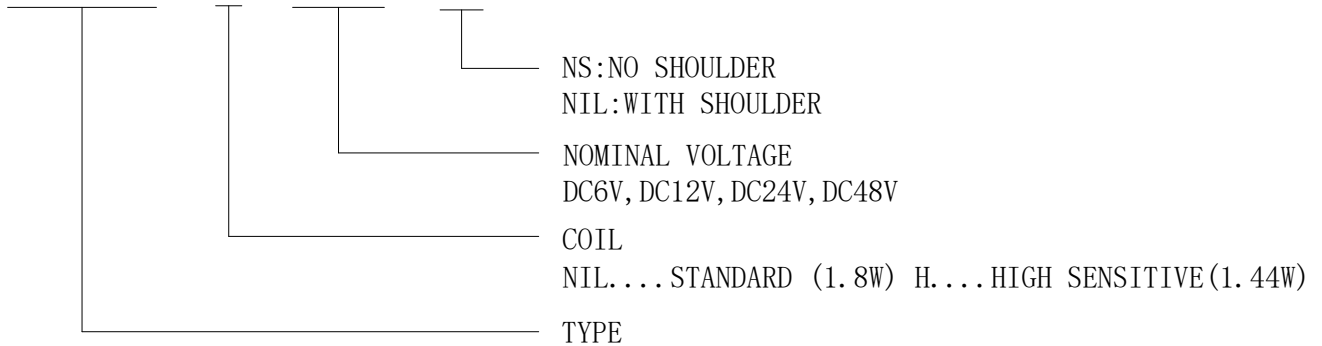 NS:NO SHOULDER
NIL:WITH SHOULDER
NOMINAL VOLTAGE
DC6V,DC12V,DC24V,DC48V
COIL
NIL....STANDARD (1.8W) H....HIGH SENSITIVE(1.44W)
TYPE